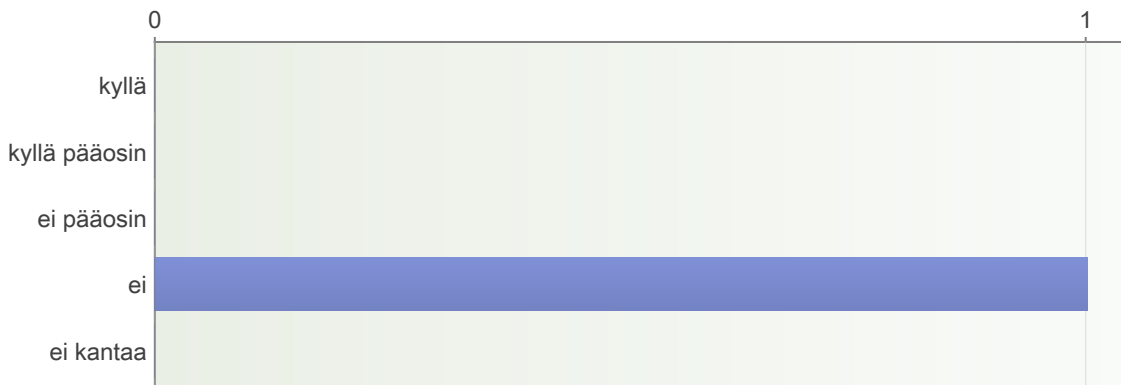 0 1
kyllä
kyllä pääosin
ei pääosin
ei
ei kantaa